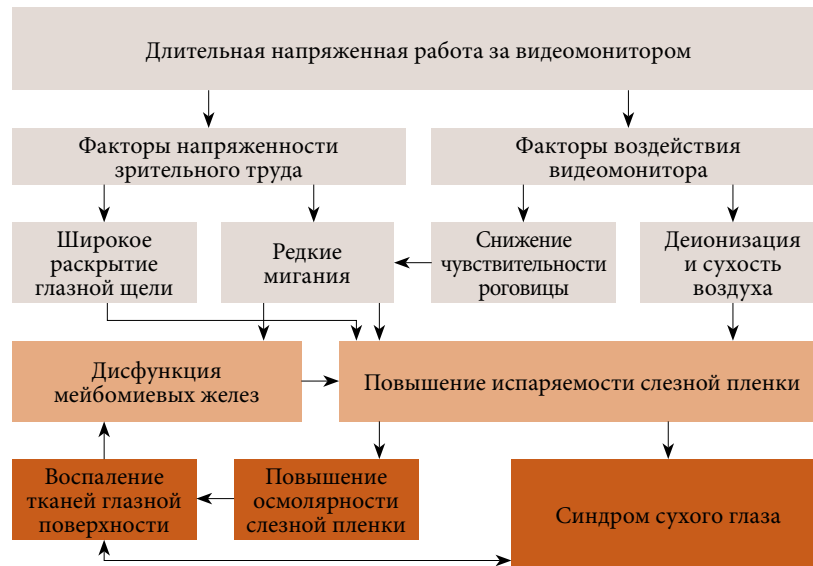 Длительная напряженная работа за видеомонитором
Факторы напряженности
зрительного труда
Факторы воздействия
видеомонитора
Широкое
раскрытие
глазной щели
Редкие
мигания
Снижение
чувствительности
роговицы
Деионизация
и сухость
воздуха
Дисфункция
мейбомиевых желез
Повышение испаряемости слезной пленки
Воспаление
тканей глазной
поверхности
Повышение
осмолярности
слезной пленки
Синдром сухого глаза